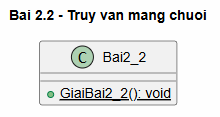 Bai 2.2 - Truy van mang chuoi
C Bai2_2
GiaiBai2_2(): void